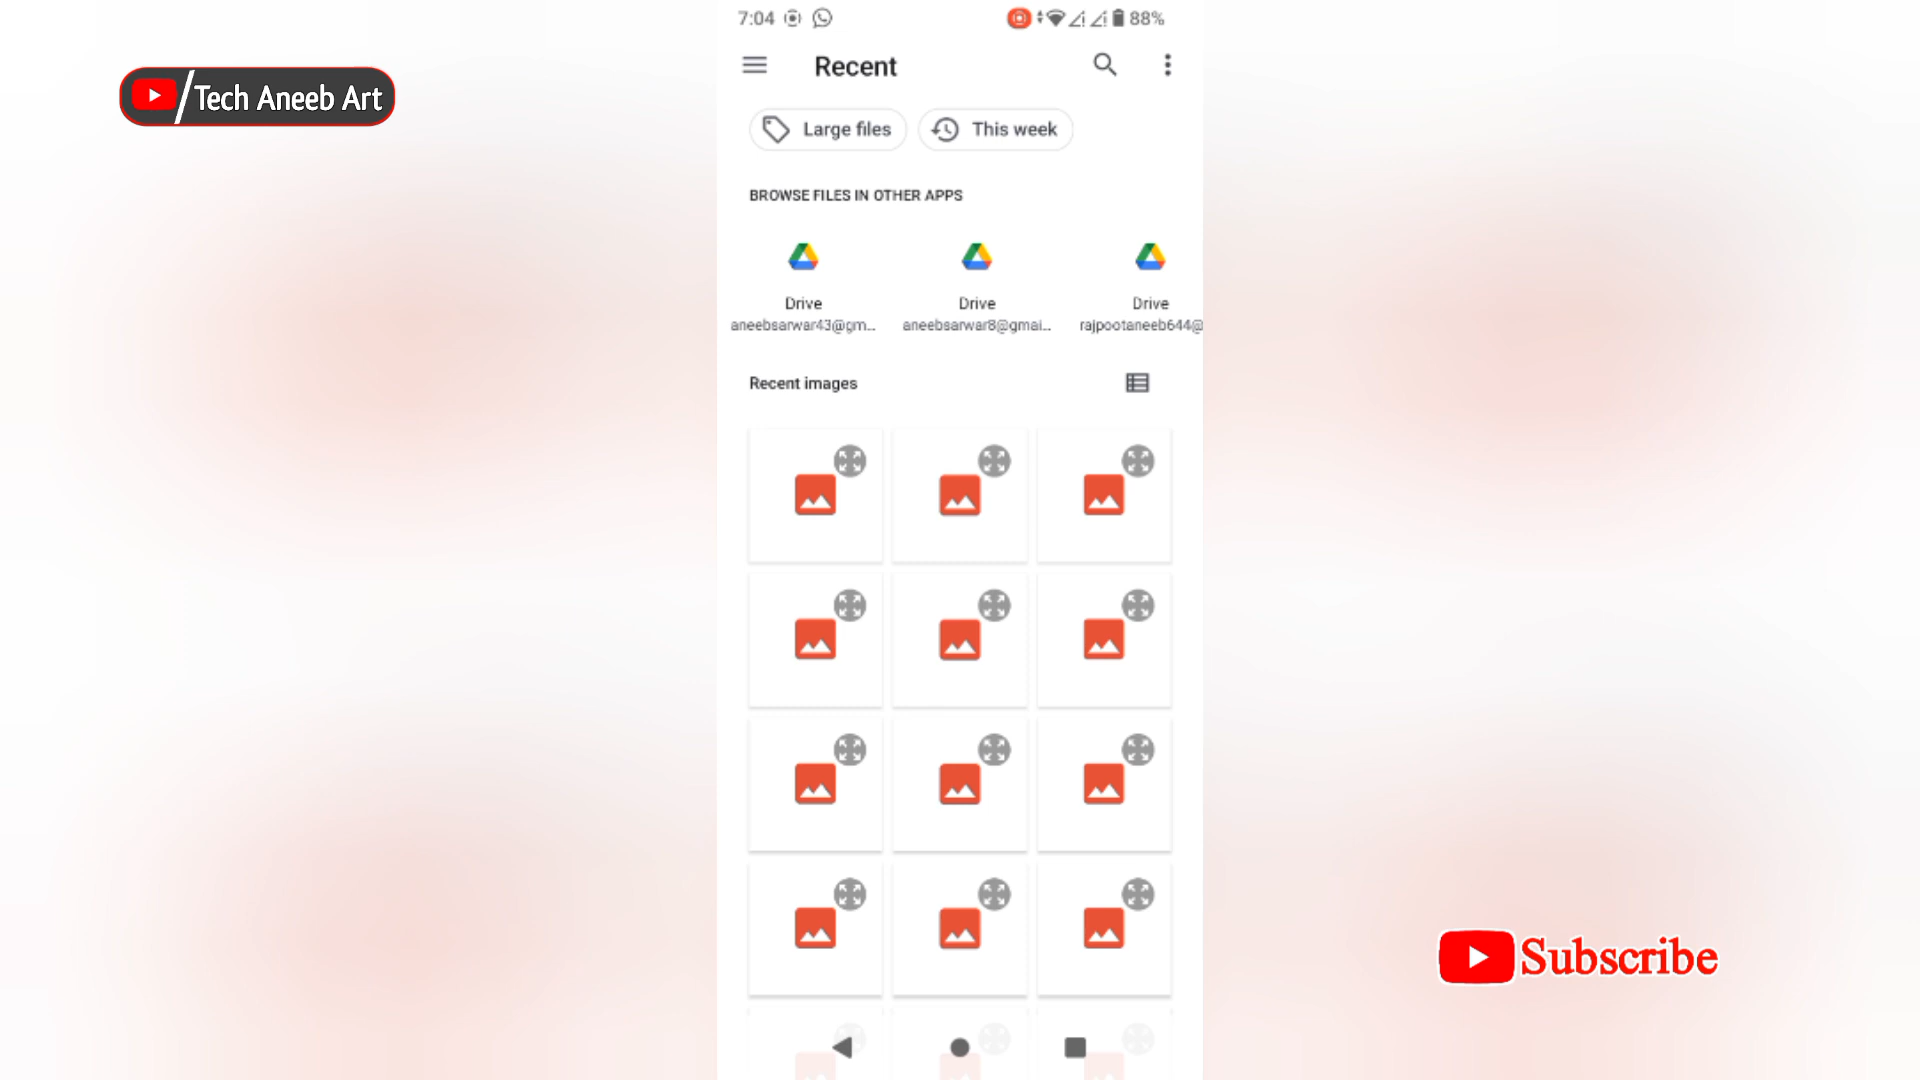 7:04
88%
Tech Aneeb Art
Recent
Large files
This week
BROWSE FILES IN OTHER APPS
Drive
aneebsarwar43@gm...
Drive
aneebsarwar8@gmai...
Drive
rajpootaneeb644@
Recent images
Subscribe